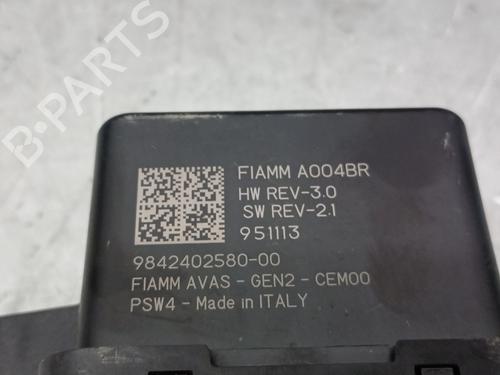 FIAMM A004BR
HW REV-3.0
SW REV-2.1
951113
9842402580-00
FIAMM AVAS - GEN2 - CEM00
PSW4 - Made in ITALY
B-PARTS